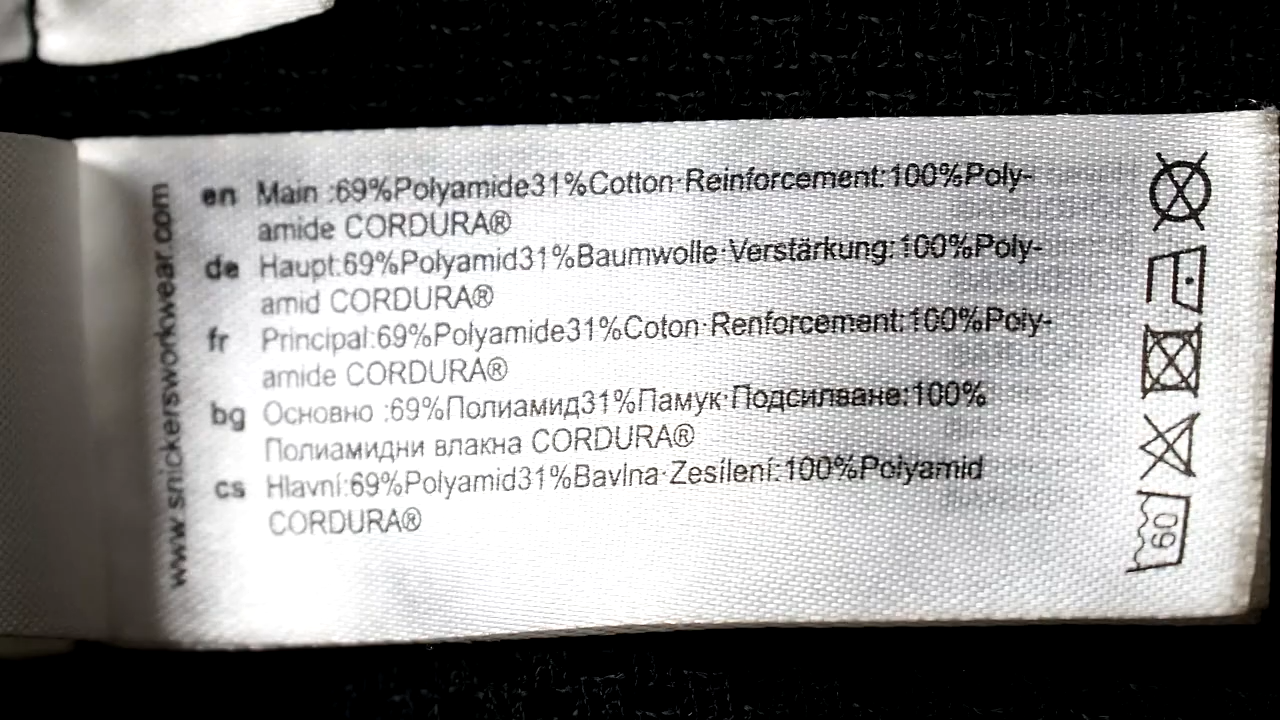 www.snickersworkwear.com
en Main :69%Polyamide31%Cotton·Reinforcement:100%Poly-
amide CORDURA®
de Haupt:69%Polyamid31%Baumwolle·Verstärkung:100%Poly-
amid CORDURA®
fr Principal:69%Polyamide31%Coton·Renforcement:100%Poly-
amide CORDURA®
bg Основно :69%Полиамид31%Памук·Подсилване:100%
Полиамидни влакна CORDURA®
cs Hlavní:69%Polyamid31%Bavlna·Zesílení:100%Polyamid
CORDURA®
60